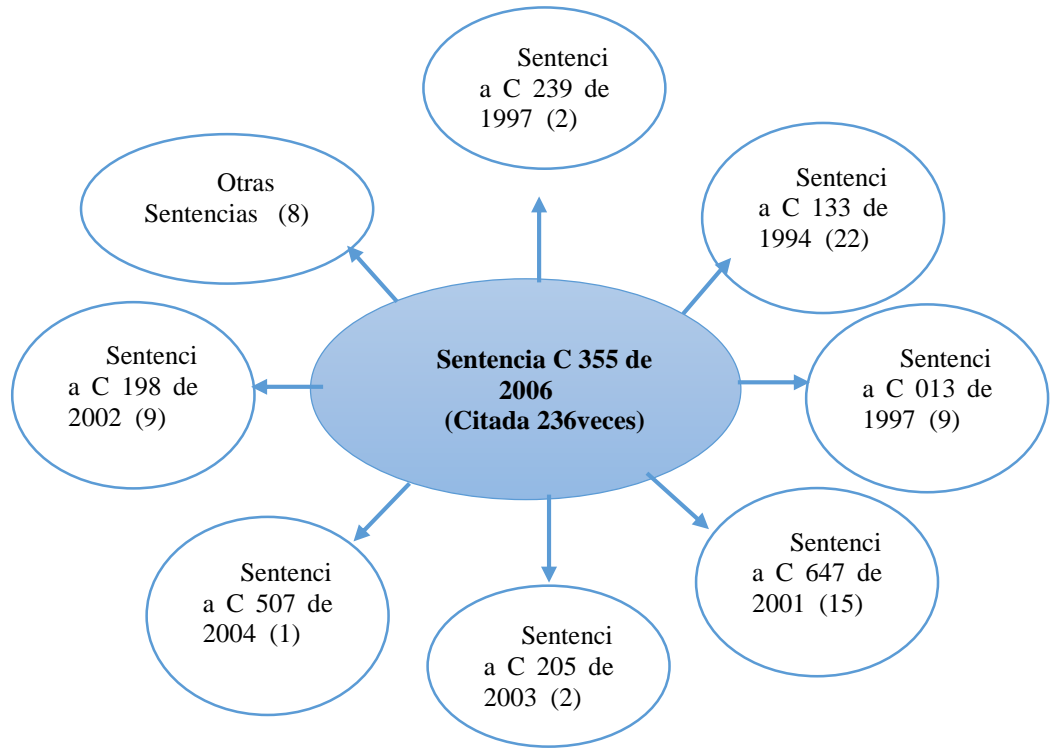 Sentenci
a C 239 de
1997 (2)
Sentenci
a C 133 de
1994 (22)
Otras
Sentencias (8)
Sentencia C 355 de
2006
(Citada 236veces)
Sentenci
a C 198 de
2002 (9)
Sentenci
a C 013 de
1997 (9)
Sentenci
a C 647 de
2001 (15)
Sentenci
a C 507 de
2004 (1)
Sentenci
a C 205 de
2003 (2)